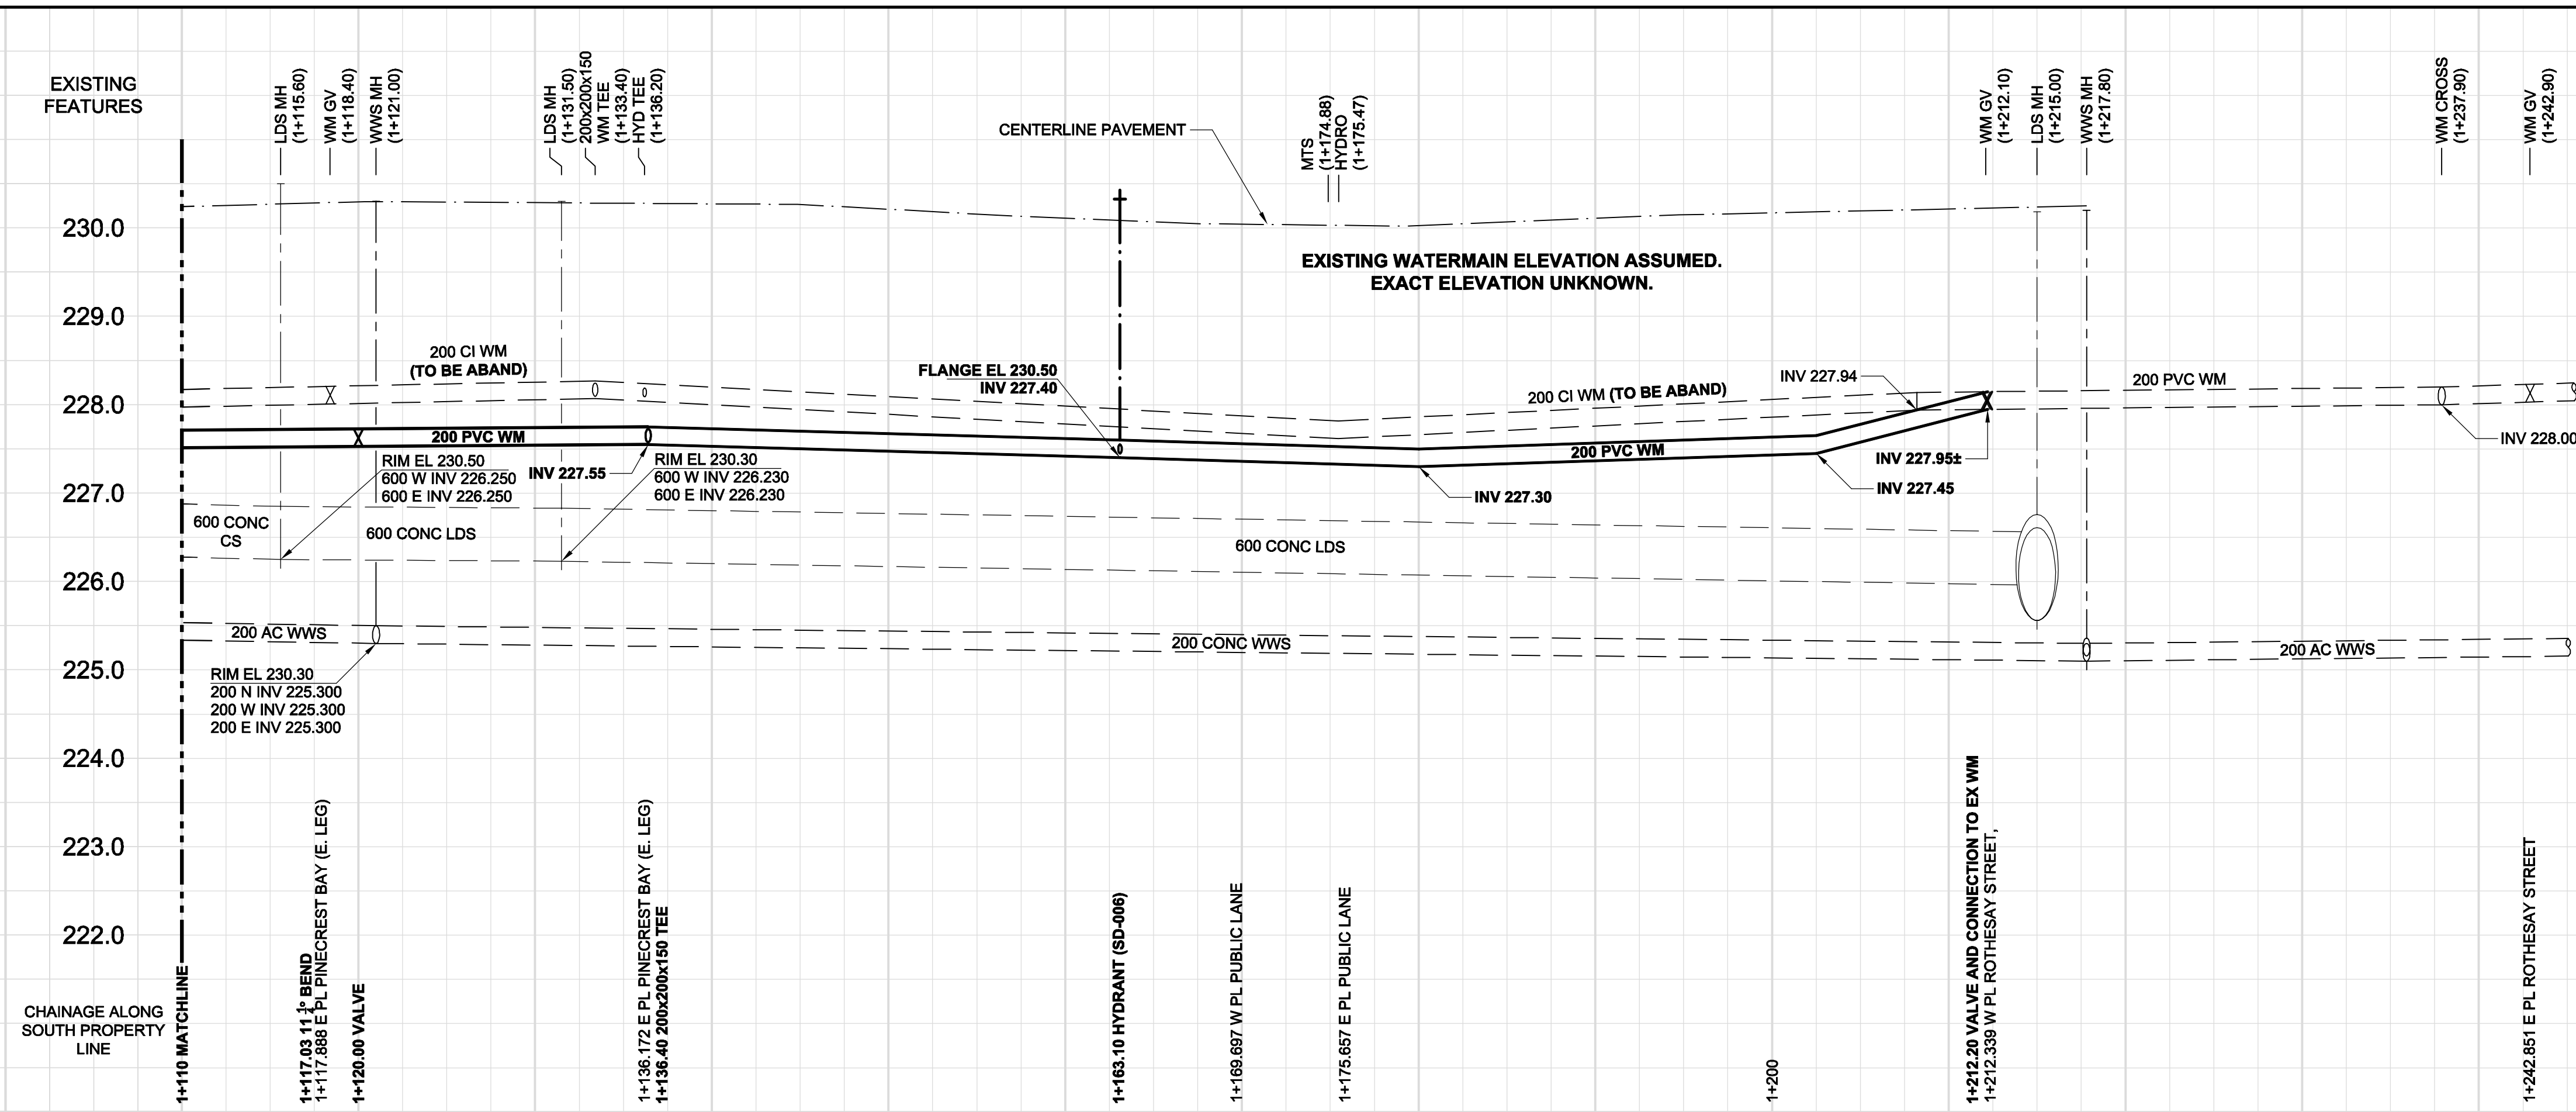 EXISTING
FEATURES
LDS MH
(1+115.60)
WM GV
(1+118.40)
WWS MH
(1+121.00)
LDS MH
(1+131.50)
200x200x150
WM TEE
(1+133.40)
HYD TEE
(1+136.20)
CENTERLINE PAVEMENT
MTS
(1+174.88)
HYDRO
(1+175.47)
WM GV
(1+212.10)
LDS MH
(1+215.00)
WWS MH
(1+217.80)
WM CROSS
(1+237.90)
WM GV
(1+242.90)
230.0
EXISTING WATERMAIN ELEVATION ASSUMED.
EXACT ELEVATION UNKNOWN.
229.0
200 CI WM
(TO BE ABAND)
FLANGE EL 230.50
INV 227.40
INV 227.94
200 PVC WM
200 CI WM (TO BE ABAND)
228.0
200 PVC WM
INV 228.00
200 PVC WM
INV 227.95±
RIM EL 230.50
600 W INV 226.250
600 E INV 226.250
INV 227.55
RIM EL 230.30
600 W INV 226.230
600 E INV 226.230
INV 227.30
INV 227.45
227.0
600 CONC
CS
600 CONC LDS
600 CONC LDS
226.0
200 AC WWS
200 CONC WWS
200 AC WWS
225.0
RIM EL 230.30
200 N INV 225.300
200 W INV 225.300
200 E INV 225.300
224.0
223.0
222.0
CHAINAGE ALONG
SOUTH PROPERTY
LINE
1+110 MATCHLINE
1+117.03 11 ¼° BEND
1+117.888 E PL PINECREST BAY (E. LEG)
1+120.00 VALVE
1+136.172 E PL PINECREST BAY (E. LEG)
1+136.40 200x200x150 TEE
1+163.10 HYDRANT (SD-006)
1+169.697 W PL PUBLIC LANE
1+175.657 E PL PUBLIC LANE
1+200
1+212.20 VALVE AND CONNECTION TO EX WM
1+212.339 W PL ROTHESAY STREET,
1+242.851 E PL ROTHESAY STREET